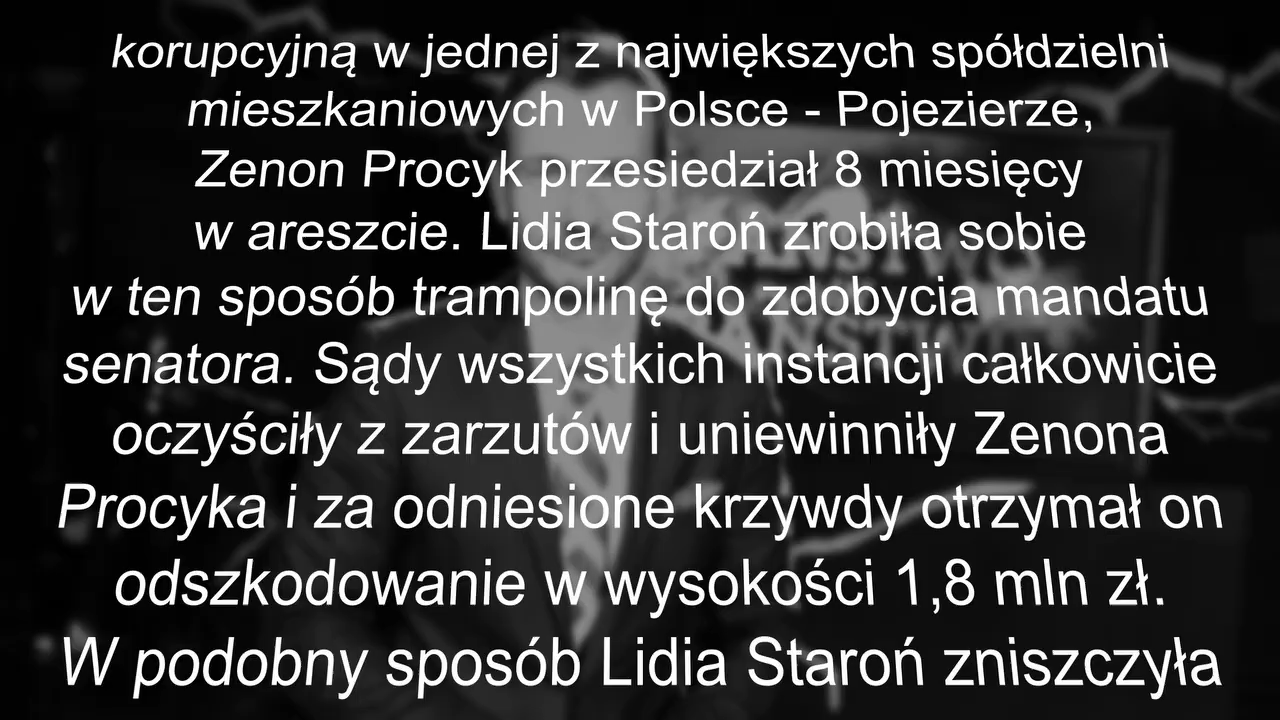 korupcyjną w jednej z największych spółdzielni
mieszkaniowych w Polsce - Pojezierze,
Zenon Procyk przesiedział 8 miesięcy
w areszcie. Lidia Staroń zrobiła sobie
w ten sposób trampolinę do zdobycia mandatu
senatora. Sądy wszystkich instancji całkowicie
oczyściły z zarzutów i uniewinniły Zenona
Procyka i za odniesione krzywdy otrzymał on
odszkodowanie w wysokości 1,8 mln zł.
W podobny sposób Lidia Staroń zniszczyła